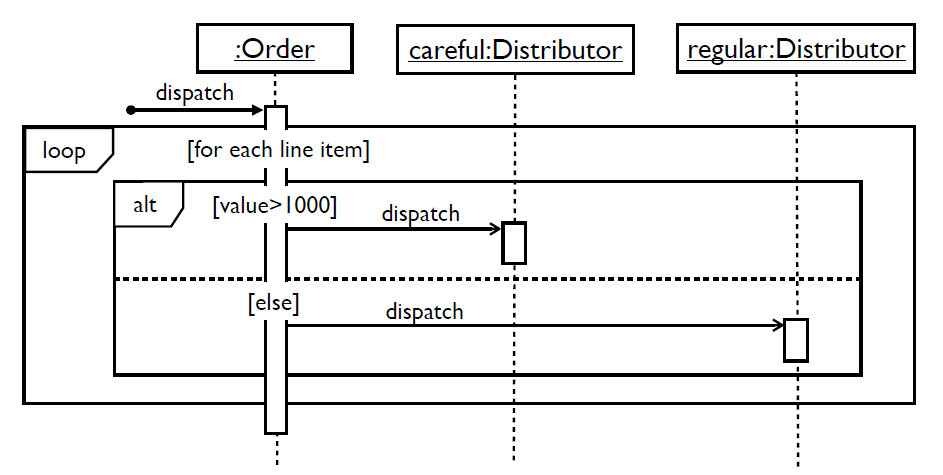 :Order
careful:Distributor
regular:Distributor
dispatch
loop
[for each line item]
alt
[value>1000]
dispatch
[else]
dispatch